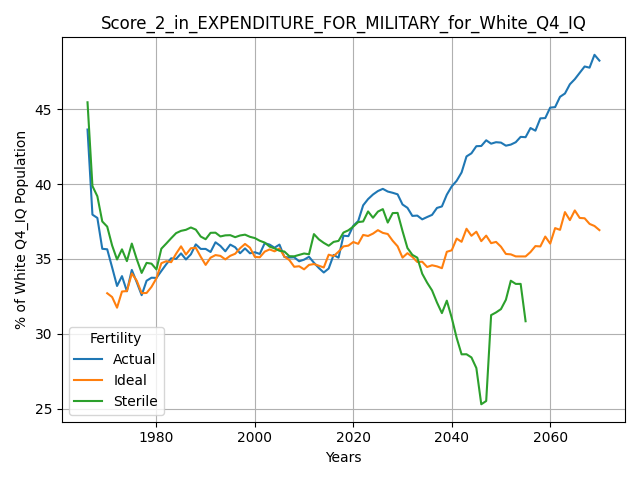 Score_2_in_EXPENDITURE_FOR_MILITARY_for_White_Q4_IQ
% of White Q4_IQ Population
45
40
35
30
25
Fertility
Actual
Ideal
Sterile
1980
2000
2020
2040
2060
Years